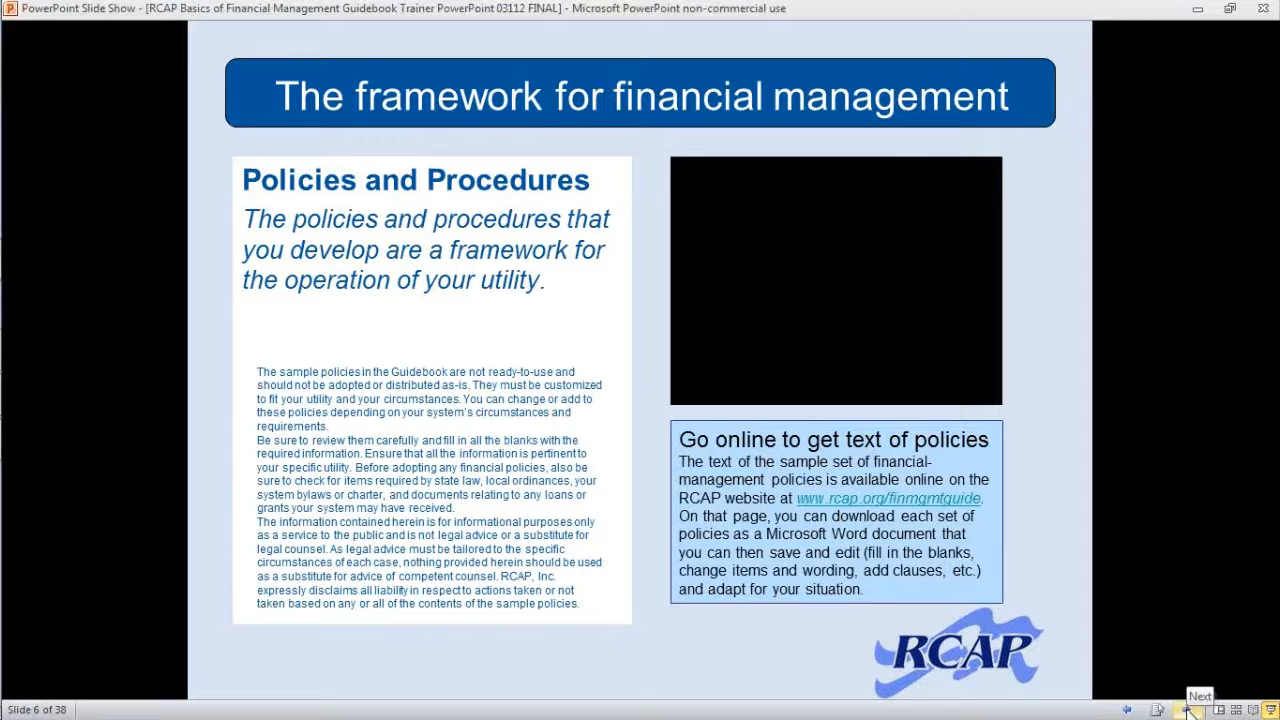 PowerPoint Slide Show - [RCAP Basics of Financial Management Guidebook Trainer PowerPoint 03112 FINAL] - Microsoft PowerPoint non-commercial use
The framework for financial management
Policies and Procedures
The policies and procedures that
you develop are a framework for
the operation of your utility.
The sample policies in the Guidebook are not ready-to-use and
should not be adopted or distributed as-is. They must be customized
to fit your utility and your circumstances. You can change or add to
these policies depending on your system's circumstances and
requirements.
Be sure to review them carefully and fill in all the blanks with the
required information. Ensure that all the information is pertinent to
your specific utility. Before adopting any financial policies, also be
sure to check for items required by state law, local ordinances, your
system bylaws or charter, and documents relating to any loans or
grants your system may have received.
The information contained herein is for informational purposes only
as a service to the public and is not legal advice or a substitute for
legal counsel. As legal advice must be tailored to the specific
circumstances of each case, nothing provided herein should be used
as a substitute for advice of competent counsel. RCAP, Inc.
expressly disclaims all liability in respect to actions taken or not
taken based on any or all of the contents of the sample policies.
Go online to get text of policies
The text of the sample set of financial-
management policies is available online on the
RCAP website at www.rcap.org/finmgmtguide.
On that page, you can download each set of
policies as a Microsoft Word document that
you can then save and edit (fill in the blanks,
change items and wording, add clauses, etc.)
and adapt for your situation.
RCAP
Next
Slide 6 of 38